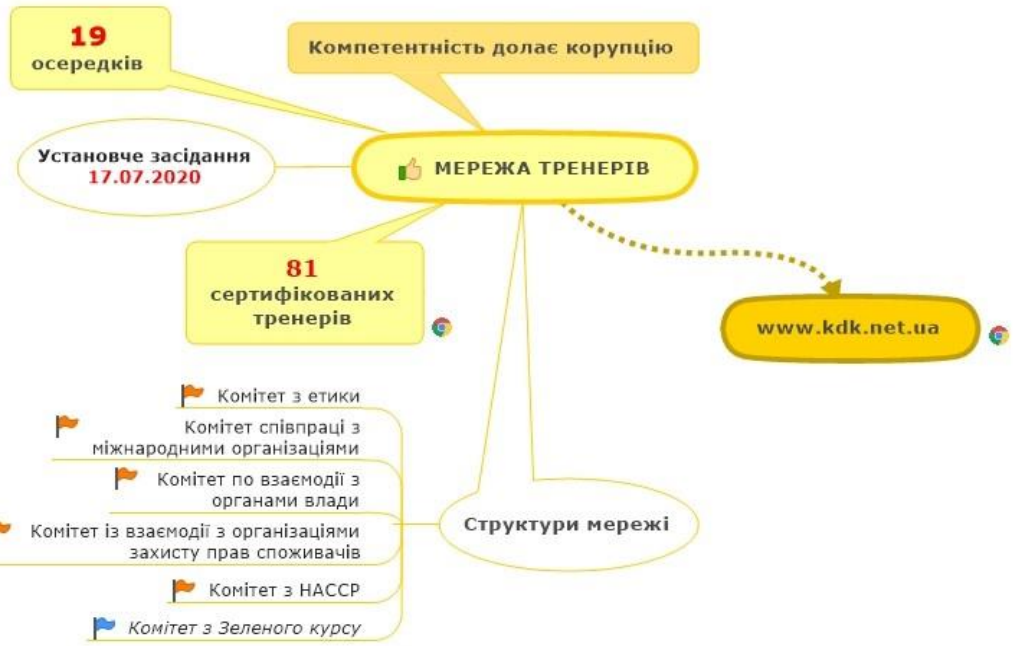 19
осередків
Компетентність долає корупцію
Установче засідання
17.07.2020
МЕРЕЖА ТРЕНЕРІВ
81
сертифікованих
тренерів
www.kdk.net.ua
Комітет з етики
Комітет співпраці з
міжнародними організаціями
Комітет по взаємодії з
органами влади
Комітет із взаємодії з організаціями
захисту прав споживачів
Комітет з НАССР
Комітет з Зеленого курсу
Структури мережі